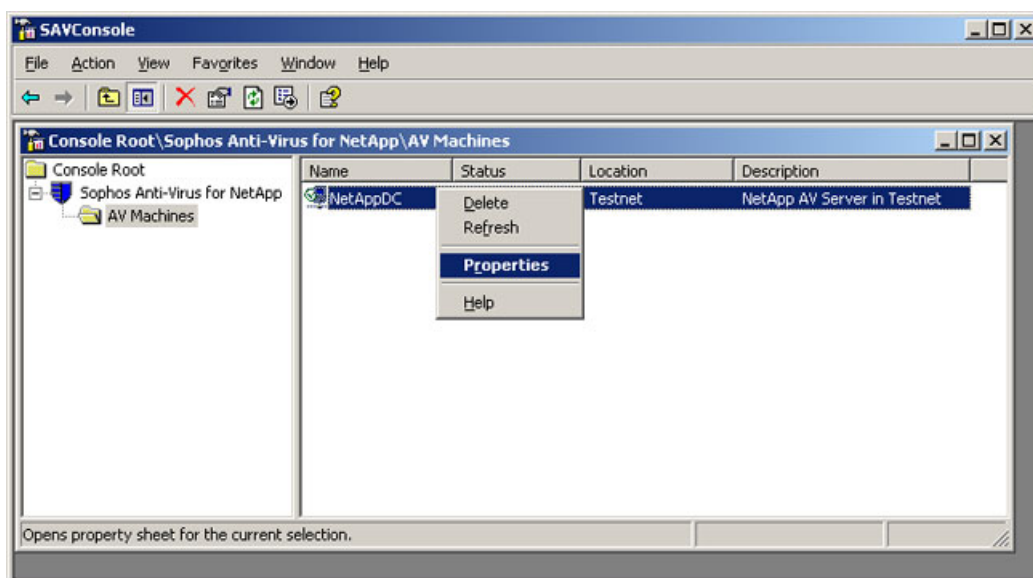 SAVConsole
File Action View Favorites Window Help
Console Root\Sophos Anti-Virus for NetApp\AV Machines
Console Root
Sophos Anti-Virus for NetApp
AV Machines
Name Status Location Description
NetAppDC Testnet NetApp AV Server in Testnet
Delete
Refresh
Properties
Help
Opens property sheet for the current selection.